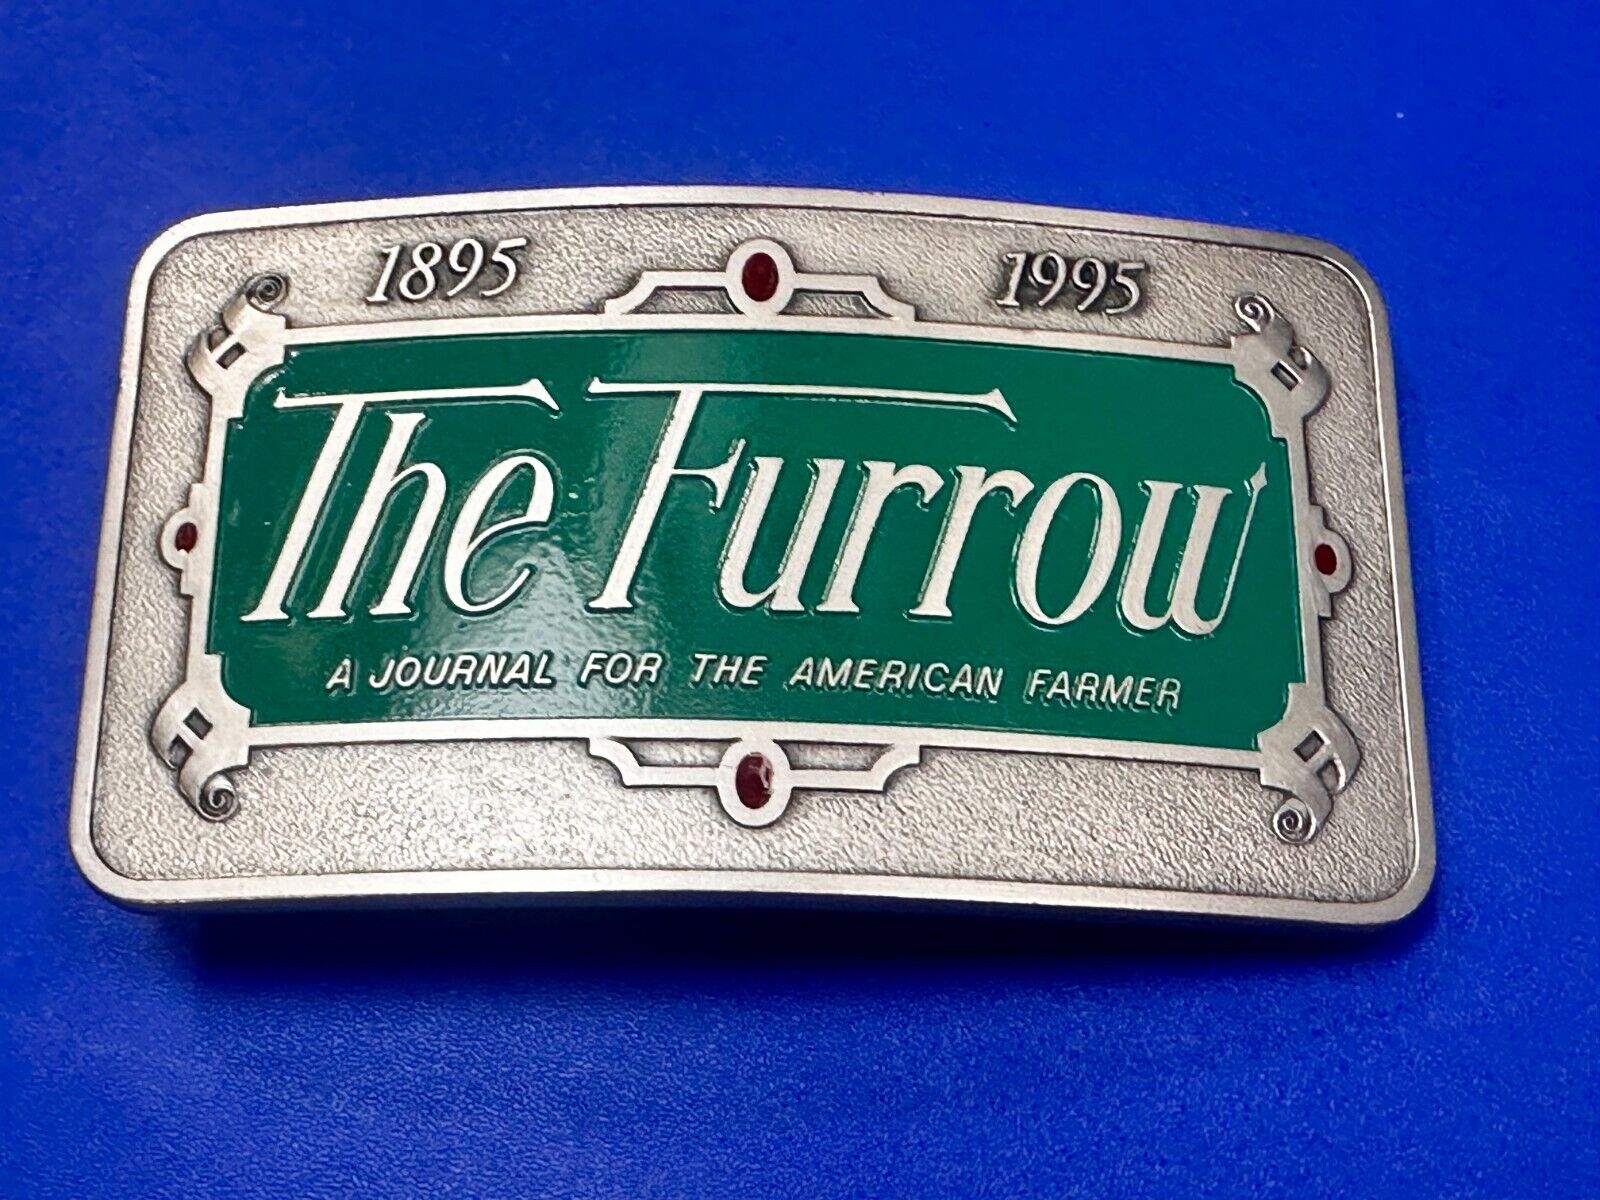 1895 1995
The Furrow
A JOURNAL FOR THE AMERICAN FARMER